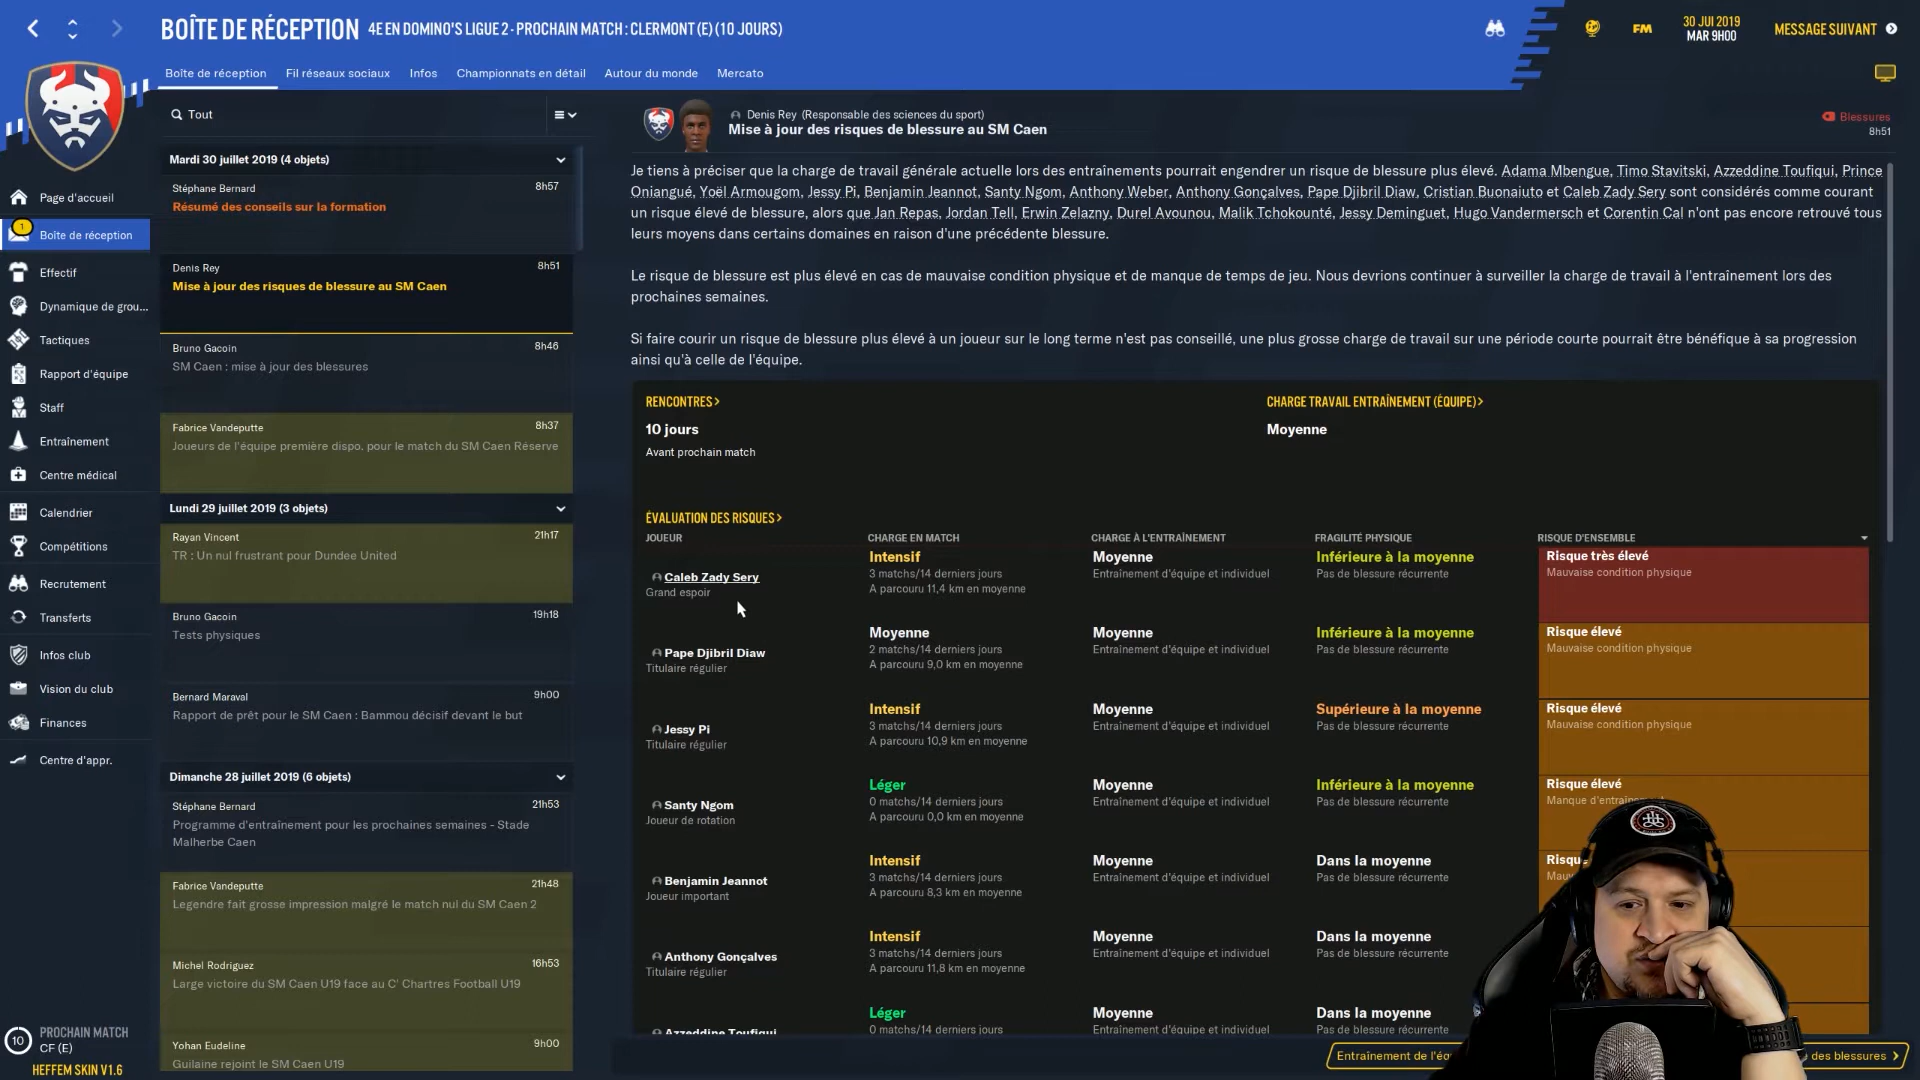 BOÎTE DE RÉCEPTION
4E EN DOMINO'S LIGUE 2 - PROCHAIN MATCH : CLERMONT (E) (10 JOURS)
FM
30 JUI 2019
MAR 9H00
MESSAGE SUIVANT
Boîte de réception
Fil réseaux sociaux
Infos
Championnats en détail
Autour du monde
Mercato
Page d'accueil
1
Boîte de réception
Effectif
Dynamique de grou...
Tactiques
Rapport d'équipe
Staff
Entraînement
Centre médical
Calendrier
Compétitions
Recrutement
Transferts
Infos club
Vision du club
Finances
Centre d'appr.
10
PROCHAIN MATCH
CF (E)
HEFFEM SKIN V1.6
Tout
Mardi 30 juillet 2019 (4 objets)
Stéphane Bernard
8h57
Résumé des conseils sur la formation
Denis Rey
8h51
Mise à jour des risques de blessure au SM Caen
Bruno Gacoin
8h46
SM Caen : mise à jour des blessures
Fabrice Vandeputte
8h37
Joueurs de l'équipe première dispo. pour le match du SM Caen Réserve
Lundi 29 juillet 2019 (3 objets)
Rayan Vincent
21h17
TR : Un nul frustrant pour Dundee United
Bruno Gacoin
19h18
Tests physiques
Bernard Maraval
9h00
Rapport de prêt pour le SM Caen : Bammou décisif devant le but
Dimanche 28 juillet 2019 (6 objets)
Stéphane Bernard
21h53
Programme d'entraînement pour les prochaines semaines - Stade
Malherbe Caen
Fabrice Vandeputte
21h48
Legendre fait grosse impression malgré le match nul du SM Caen 2
Michel Rodriguez
16h53
Large victoire du SM Caen U19 face au C' Chartres Football U19
Yohan Eudeline
9h00
Guilaine rejoint le SM Caen U19
Denis Rey (Responsable des sciences du sport)
Mise à jour des risques de blessure au SM Caen
Blessures
8h51
Je tiens à préciser que la charge de travail générale actuelle lors des entraînements pourrait engendrer un risque de blessure plus élevé. Adama Mbengue, Timo Stavitski, Azzeddine Toufiqui, Prince
Oniangué, Yoël Armougom, Jessy Pi, Benjamin Jeannot, Santy Ngom, Anthony Weber, Anthony Gonçalves, Pape Djibril Diaw, Cristian Buonaiuto et Caleb Zady Sery sont considérés comme courant
un risque élevé de blessure, alors que Jan Repas, Jordan Tell, Erwin Zelazny, Durel Avounou, Malik Tchokounté, Jessy Deminguet, Hugo Vandermersch et Corentin Cal n'ont pas encore retrouvé tous
leurs moyens dans certains domaines en raison d'une précédente blessure.
Le risque de blessure est plus élevé en cas de mauvaise condition physique et de manque de temps de jeu. Nous devrions continuer à surveiller la charge de travail à l'entraînement lors des
prochaines semaines.
Si faire courir un risque de blessure plus élevé à un joueur sur le long terme n'est pas conseillé, une plus grosse charge de travail sur une période courte pourrait être bénéfique à sa progression
ainsi qu'à celle de l'équipe.
RENCONTRES >
10 jours
Avant prochain match
CHARGE TRAVAIL ENTRAÎNEMENT (ÉQUIPE) >
Moyenne
ÉVALUATION DES RISQUES >
JOUEUR
CHARGE EN MATCH
CHARGE À L'ENTRAÎNEMENT
FRAGILITÉ PHYSIQUE
RISQUE D'ENSEMBLE
Caleb Zady Sery
Grand espoir
Intensif
3 matchs/14 derniers jours
A parcouru 11,4 km en moyenne
Moyenne
Entraînement d'équipe et individuel
Inférieure à la moyenne
Pas de blessure récurrente
Risque très élevé
Mauvaise condition physique
Pape Djibril Diaw
Titulaire régulier
Moyenne
2 matchs/14 derniers jours
A parcouru 9,0 km en moyenne
Moyenne
Entraînement d'équipe et individuel
Inférieure à la moyenne
Pas de blessure récurrente
Risque élevé
Mauvaise condition physique
Jessy Pi
Titulaire régulier
Intensif
3 matchs/14 derniers jours
A parcouru 10,9 km en moyenne
Moyenne
Entraînement d'équipe et individuel
Supérieure à la moyenne
Pas de blessure récurrente
Risque élevé
Mauvaise condition physique
Santy Ngom
Joueur de rotation
Léger
0 matchs/14 derniers jours
A parcouru 0,0 km en moyenne
Moyenne
Entraînement d'équipe et individuel
Inférieure à la moyenne
Pas de blessure récurrente
Risque élevé
Manque
Benjamin Jeannot
Joueur important
Intensif
3 matchs/14 derniers jours
A parcouru 8,3 km en moyenne
Moyenne
Entraînement d'équipe et individuel
Dans la moyenne
Pas de blessure récurrente
Anthony Gonçalves
Titulaire régulier
Intensif
3 matchs/14 derniers jours
A parcouru 11,8 km en moyenne
Moyenne
Entraînement d'équipe et individuel
Dans la moyenne
Pas de blessure récurrente
Azzeddine Toufiqui
Léger
0 matchs/14 derniers jours
Moyenne
Entraînement d'équipe et individuel
Dans la moyenne
Pas de blessure récurrente
Entraînement de
des blessures >